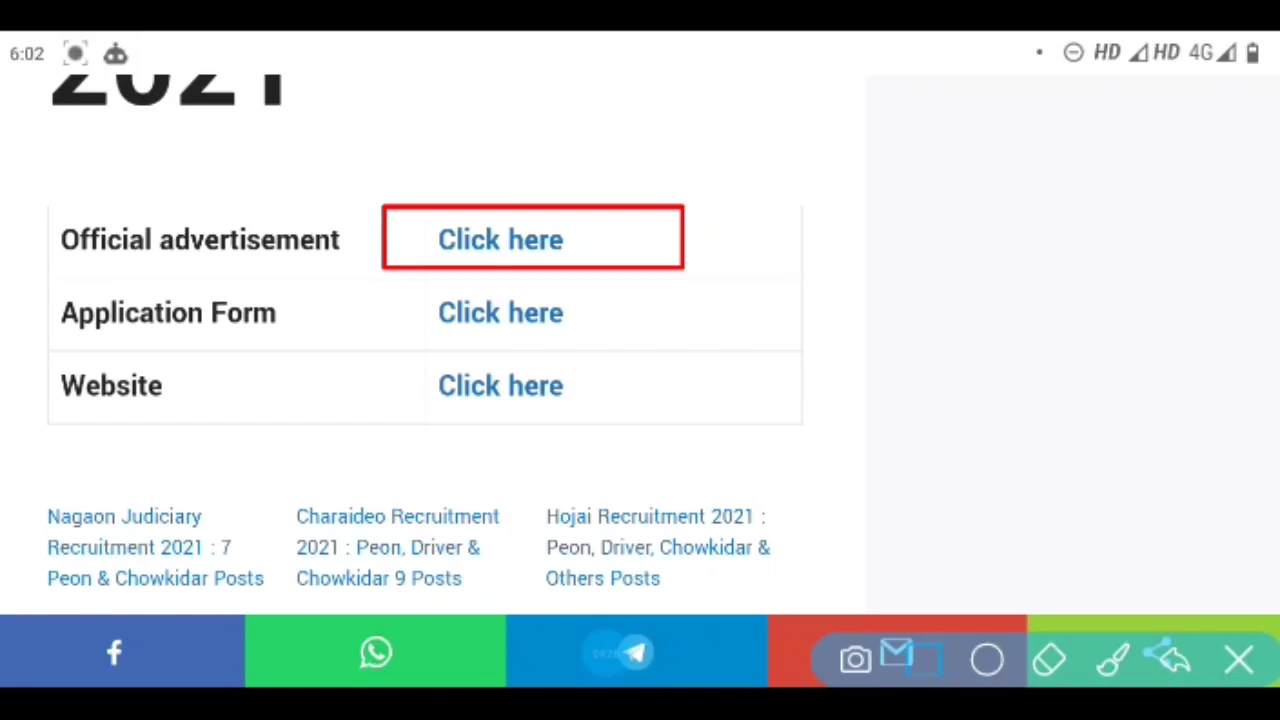 6:02 HD HD 4G
2021
Official advertisement Click here
Application Form Click here
Website Click here
Nagaon Judiciary
Recruitment 2021 : 7
Peon & Chowkidar Posts
Charaideo Recruitment
2021 : Peon, Driver &
Chowkidar 9 Posts
Hojai Recruitment 2021 :
Peon, Driver, Chowkidar &
Others Posts